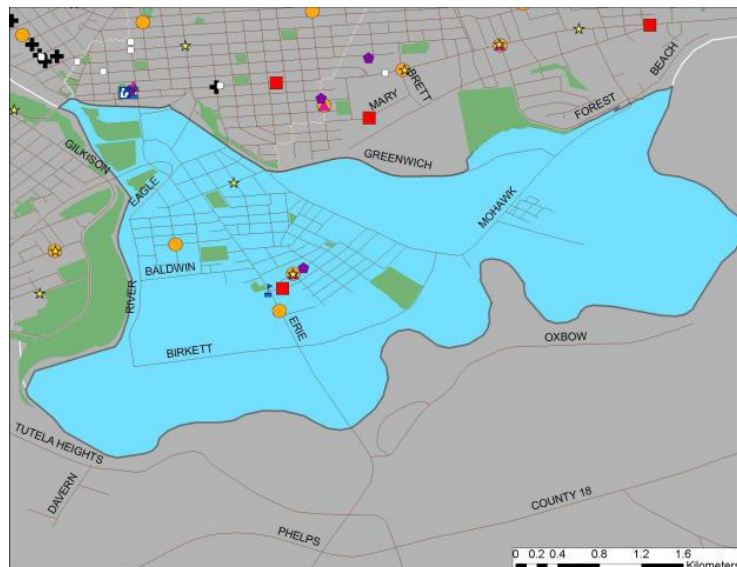 BEACH
BRETT
MARY
FOREST
GREENWICH
GILKISON
EAGLE
MOHAWK
BALDWIN
RIVER
ERIE
BIRKETT
OXBOW
TUTELA HEIGHTS
DAVERN
COUNTY 18
PHELPS
0 0.2 0.4 0.8 1.2 1.6
Kilometers